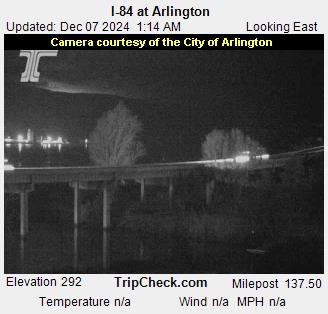 I-84 at Arlington
Updated: Dec 07 2024 1:14 AM Looking East
Camera courtesy of the City of Arlington
Elevation 292 TripCheck.com Milepost 137.50
Temperature n/a Wind n/a MPH n/a